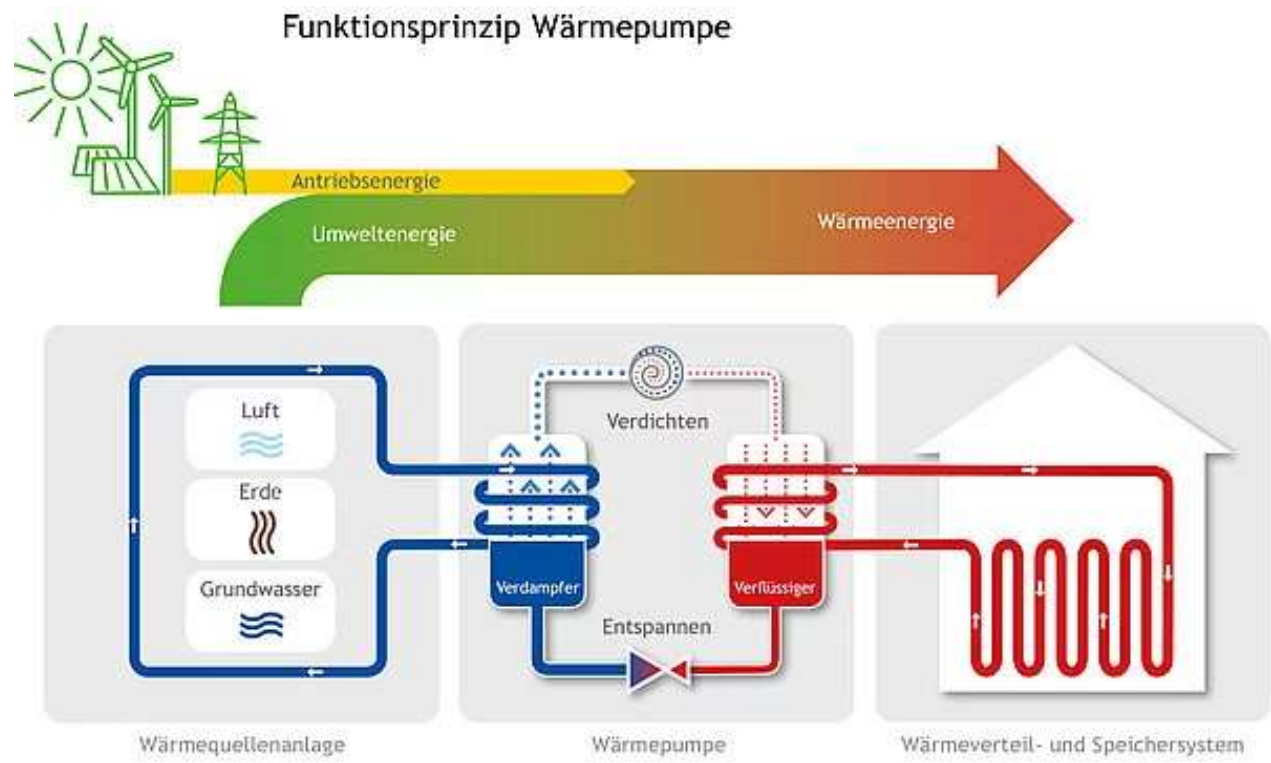 Funktionsprinzip Wärmepumpe
Antriebsenergie
Umweltenergie
Wärmeenergie
Luft
Erde
Grundwasser
Verdichten
Verdampfer
Verflüssiger
Entspannen
Wärmequellenanlage
Wärmepumpe
Wärmeverteil- und Speichersystem